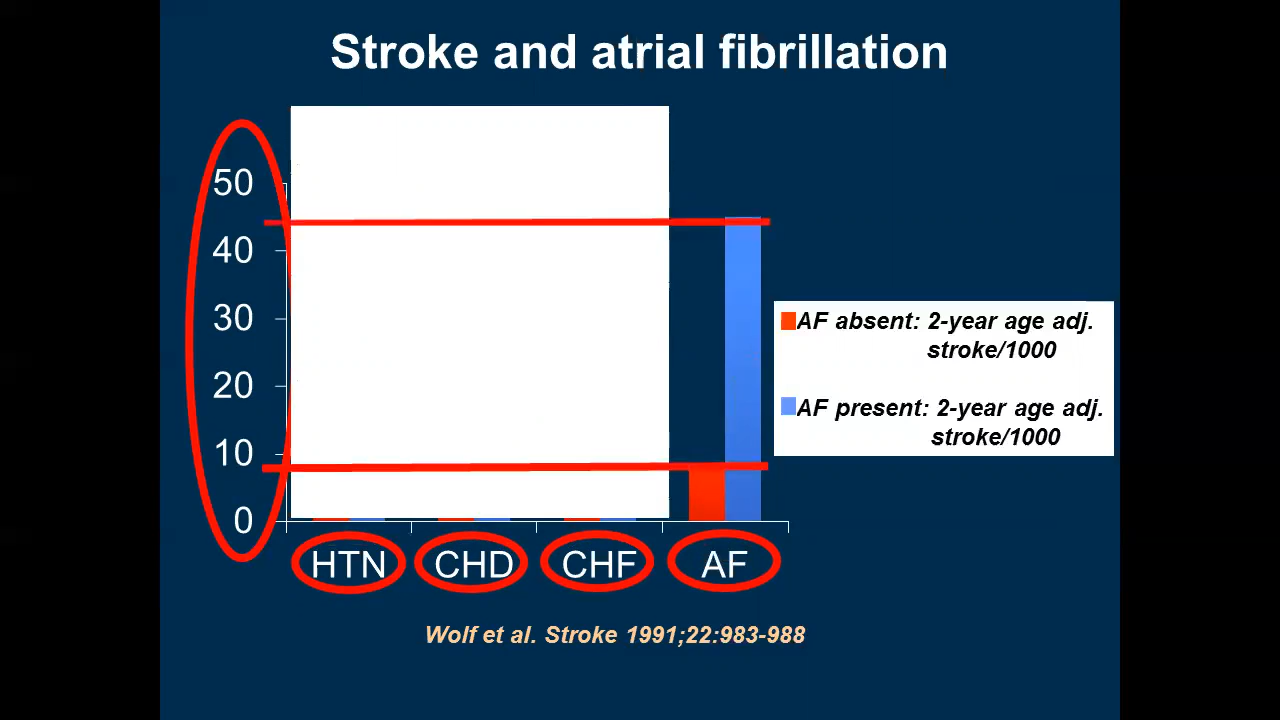 Stroke and atrial fibrillation
50
40
30
20
10
0
HTN CHD CHF AF
AF absent: 2-year age adj.
stroke/1000
AF present: 2-year age adj.
stroke/1000
Wolf et al. Stroke 1991;22:983-988